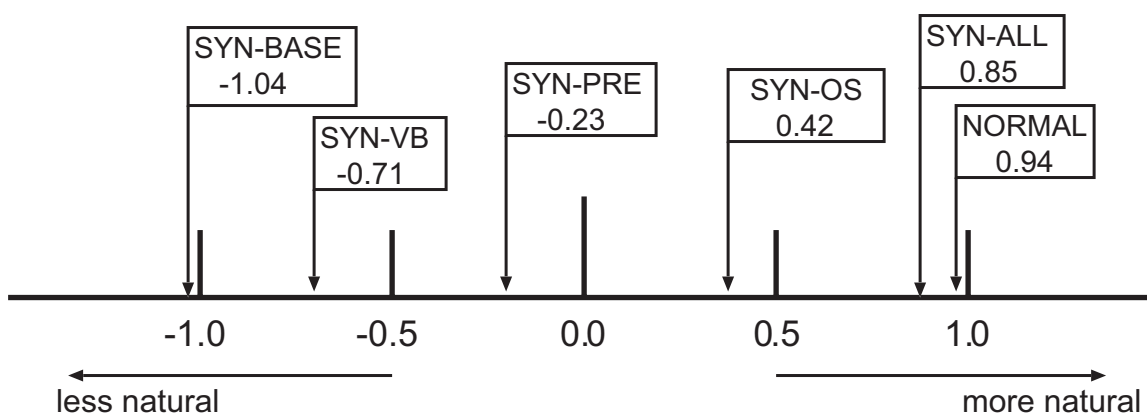 SYN-BASE
-1.04
SYN-VB
-0.71
SYN-PRE
-0.23
SYN-OS
0.42
SYN-ALL
0.85
NORMAL
0.94
-1.0 -0.5 0.0 0.5 1.0
less natural more natural